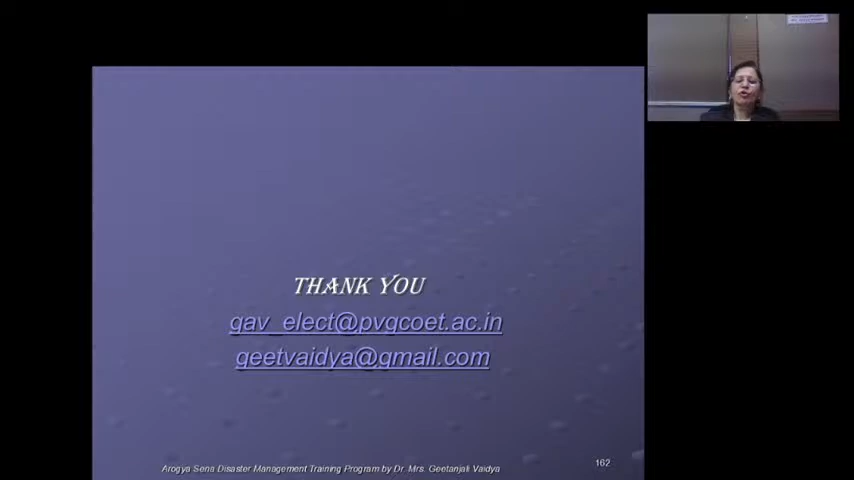 THANK YOU
gav_elect@pvgcoet.ac.in
geetvaidya@gmail.com
Arogya Sena Disaster Management Training Program by Dr. Mrs. Geetanjali Vaidya
162